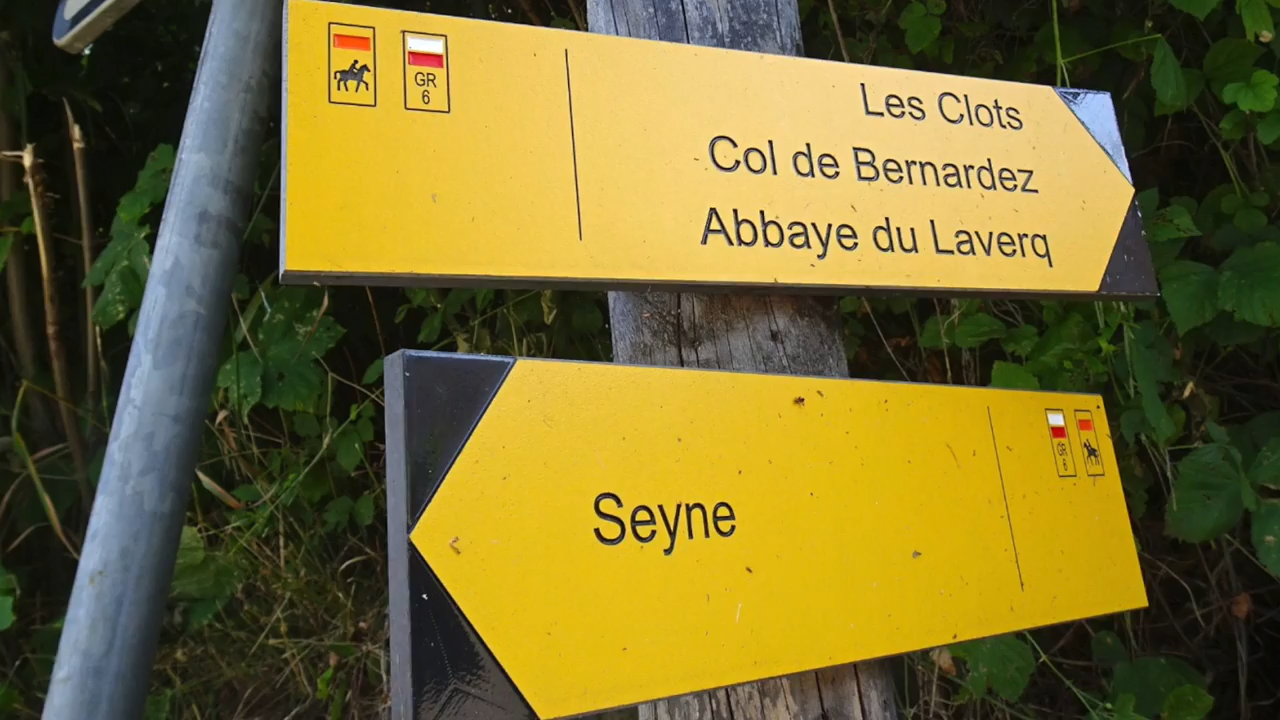 GR
6
Les Clots
Col de Bernardez
Abbaye du Laverq
Seyne